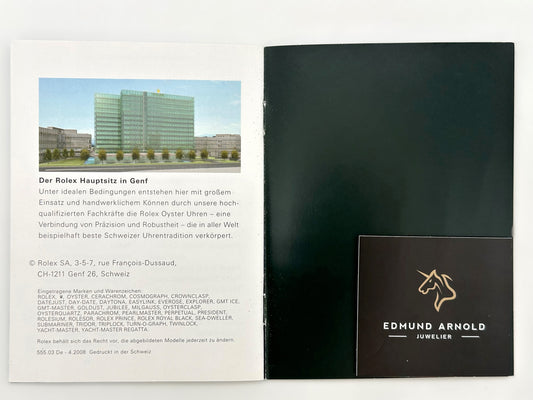 Der Rolex Hauptsitz in Genf
Unter idealen Bedingungen entstehen hier mit großem
Einsatz und handwerklichem Können durch unsere hoch-
qualifizierten Fachkräfte die Rolex Oyster Uhren – eine
Verbindung von Präzision und Robustheit – die in aller Welt
beispielhaft beste Schweizer Uhrentradition verkörpert.
© Rolex SA, 3-5-7, rue François-Dussaud,
CH-1211 Genf 26, Schweiz
Eingetragene Marken und Warenzeichen:
ROLEX, OYSTER, CERACHROM, COSMOGRAPH, CROWNCLASP,
DATEJUST, DAY-DATE, DAYTONA, EASYLINK, EVEROSE, EXPLORER, GMT ICE,
GMT-MASTER, GOLDUST, JUBILEE, MILGAUSS, OYSTERCLASP,
OYSTERQUARTZ, PARACHROM, PEARLMASTER, PERPETUAL, PRESIDENT,
ROLESIUM, ROLESOR, ROLEX PRINCE, ROLEX ROYAL BLACK, SEA-DWELLER,
SUBMARINER, TRIDOR, TRIPLOCK, TURN-O-GRAPH, TWINLOCK,
YACHT-MASTER, YACHT-MASTER REGATTA.
Rolex behält sich das Recht vor, die abgebildeten Modelle jederzeit zu ändern.
555.03 De - 4.2008 Gedruckt in der Schweiz
EDMUND ARNOLD
JUWELIER